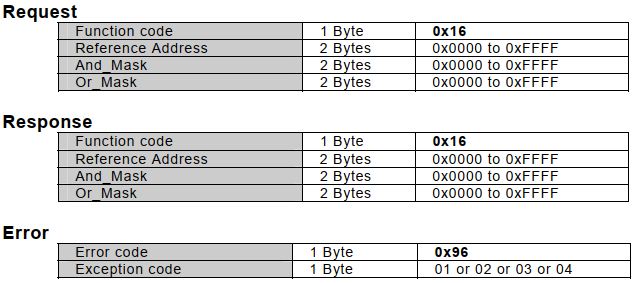 Request
Function code 1 Byte 0x16
Reference Address 2 Bytes 0x0000 to 0xFFFF
And_Mask 2 Bytes 0x0000 to 0xFFFF
Or_Mask 2 Bytes 0x0000 to 0xFFFF
Response
Function code 1 Byte 0x16
Reference Address 2 Bytes 0x0000 to 0xFFFF
And_Mask 2 Bytes 0x0000 to 0xFFFF
Or_Mask 2 Bytes 0x0000 to 0xFFFF
Error
Error code 1 Byte 0x96
Exception code 1 Byte 01 or 02 or 03 or 04